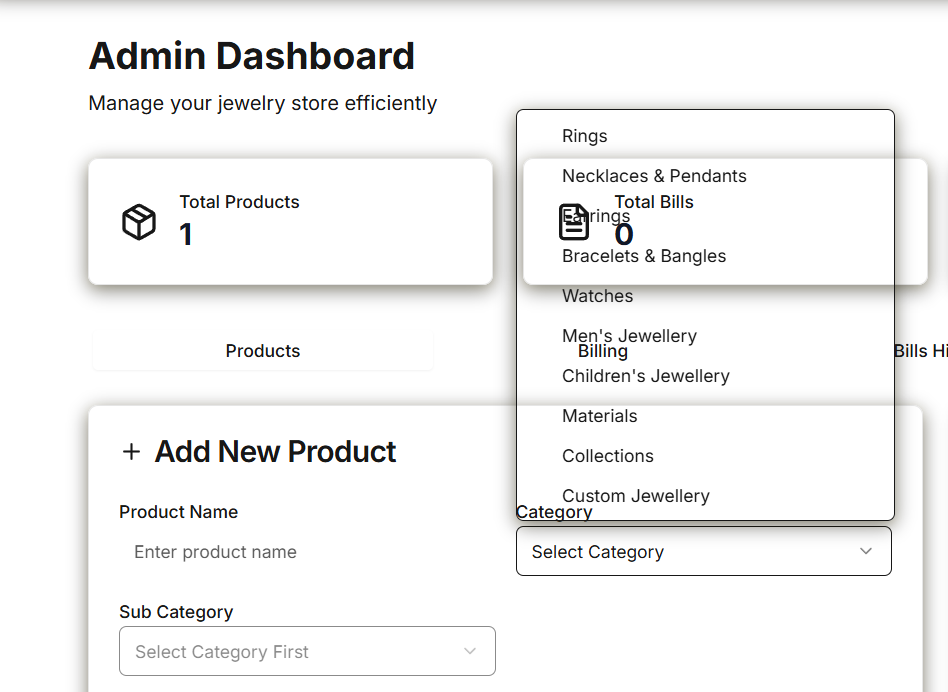 Admin Dashboard
Manage your jewelry store efficiently
Total Products
1
Total Bills
0
Rings
Necklaces & Pendants
Earrings
Bracelets & Bangles
Watches
Men's Jewellery
Children's Jewellery
Materials
Collections
Custom Jewellery
Products
Billing
Bills Hi
+ Add New Product
Product Name
Enter product name
Category
Select Category
Sub Category
Select Category First